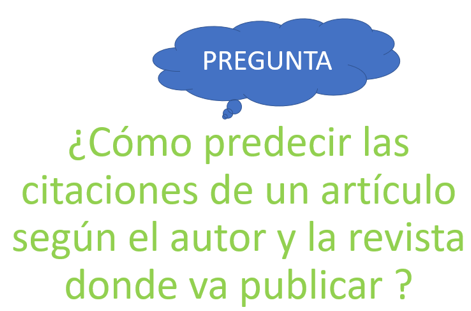 PREGUNTA
¿Cómo predecir las
citaciones de un artículo
según el autor y la revista
donde va publicar ?